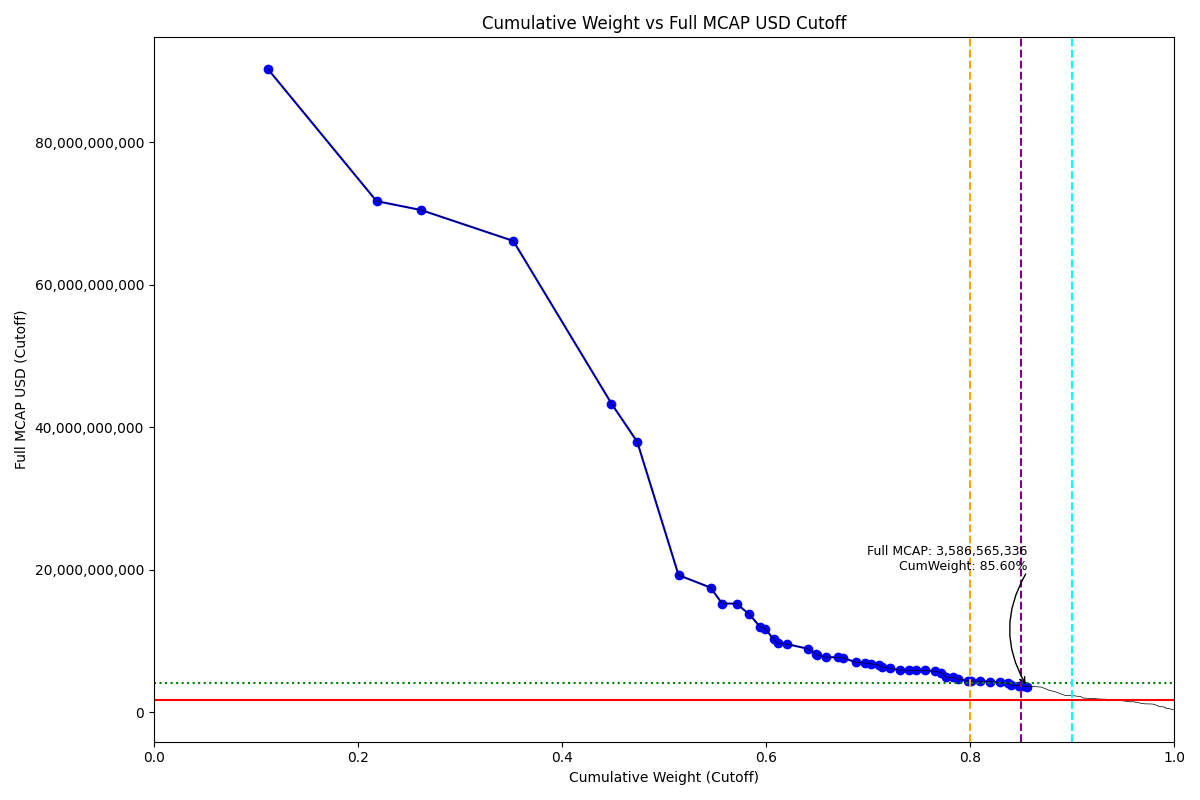 Cumulative Weight vs Full MCAP USD Cutoff
Full MCAP USD (Cutoff)
80,000,000,000
60,000,000,000
40,000,000,000
20,000,000,000
0
Full MCAP: 3,586,565,336
CumWeight: 85.60%
0.0 0.2 0.4 0.6 0.8 1.0
Cumulative Weight (Cutoff)